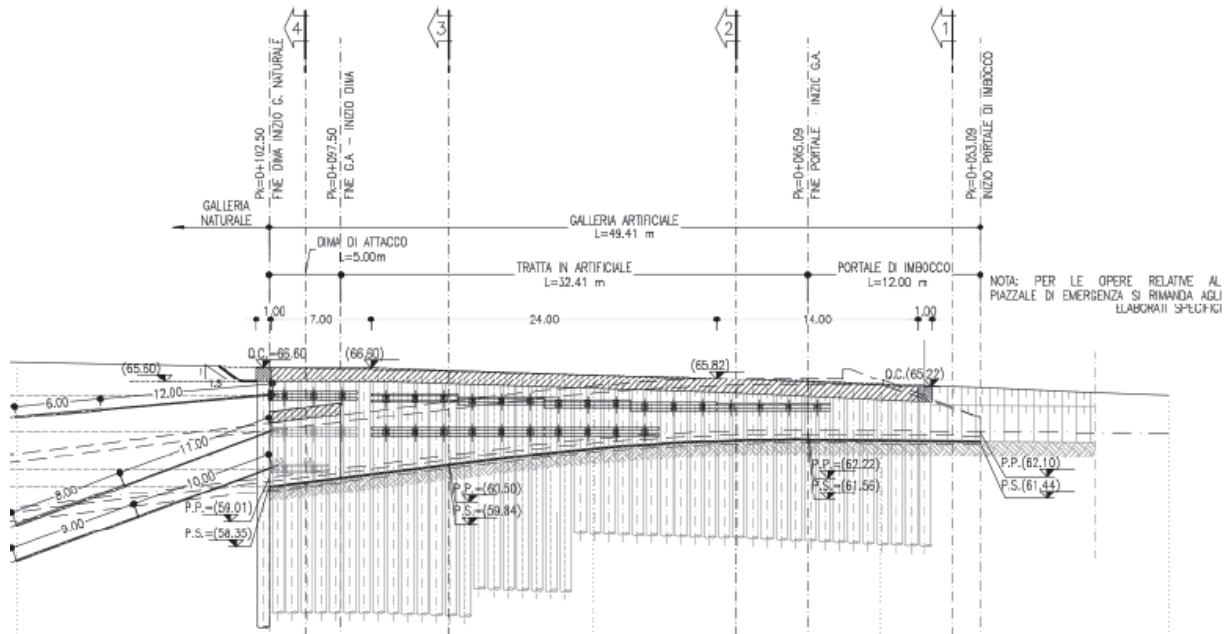 4
3
2
1
Pk=0+102.50
FINE DIMA INIZIO G. NATURALE
Pk=0+097.50
FINE G.A – INIZIO DIMA
Pk=0+065.09
FINE PORTALE - INIZIO G.A.
Pk=0+053.09
INIZIO PORTALE DI IMBOCCO
GALLERIA
NATURALE
GALLERIA ARTIFICIALE
L=49.41 m
DIMA DI ATTACCO
L=5.00m
TRATTA IN ARTIFICIALE
L=32.41 m
PORTALE DI IMBOCCO
L=12.00 m
NOTA: PER LE OPERE RELATIVE AL
PIAZZALE DI EMERGENZA SI RIMANDA AGLI
ELABORATI SPECIFICI
1.00
7.00
24.00
14.00
1.00
Q.C.=66.60
(65.60)
(66.60)
(65.82)
Q.C.(65.22)
1
1.5
6.00
12.00
11.00
8.00
10.00
9.00
P.P.=(59.01)
P.S.=(58.35)
P.P.=(60.50)
P.S.=(59.84)
P.P.=(62.22)
P.S.=(61.56)
P.P.(62.10)
P.S.(61.44)